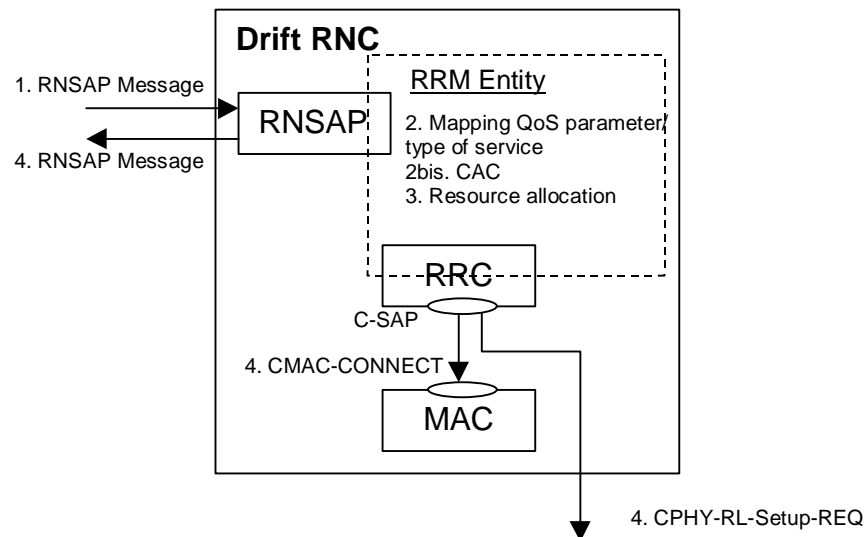 Drift RNC
1. RNSAP Message
RNSAP
4. RNSAP Message
RRM Entity
2. Mapping QoS parameter/
type of service
2bis. CAC
3. Resource allocation
RRC
C-SAP
4. CMAC-CONNECT
MAC
4. CPHY-RL-Setup-REQ